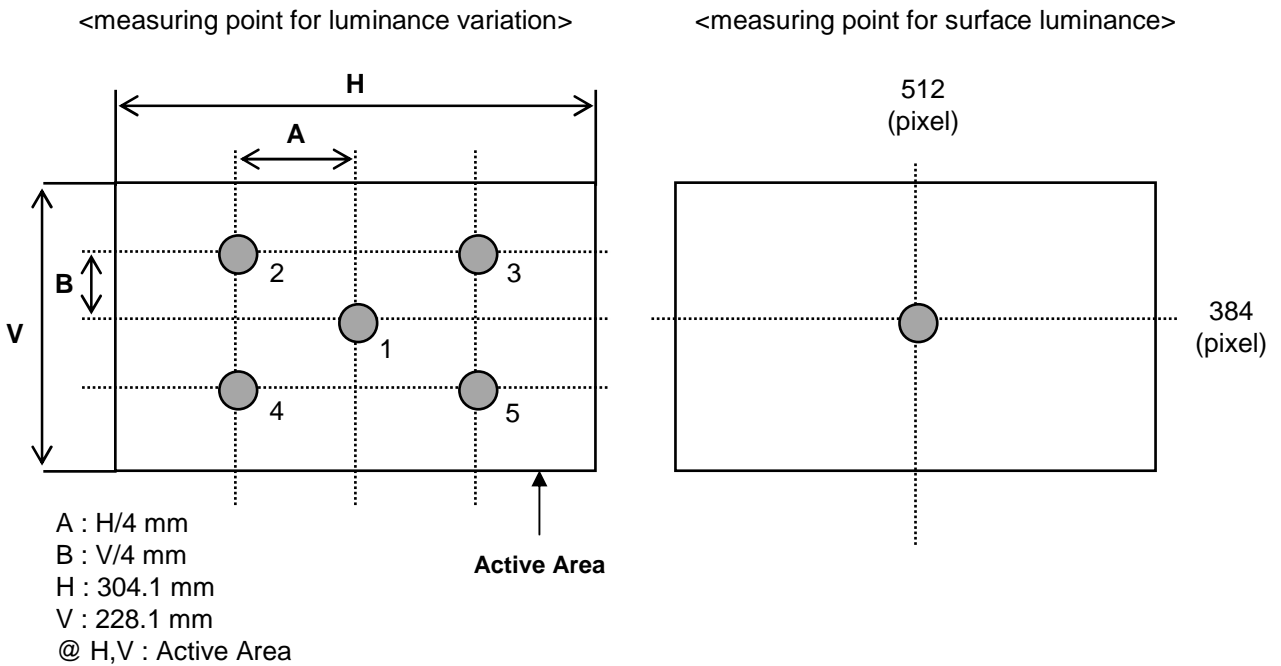 <measuring point for luminance variation>
<measuring point for surface luminance>
H
512
(pixel)
A
2
3
B
384
(pixel)
V
1
4
5
A : H/4 mm
B : V/4 mm
H : 304.1 mm
V : 228.1 mm
@ H,V : Active Area
Active Area